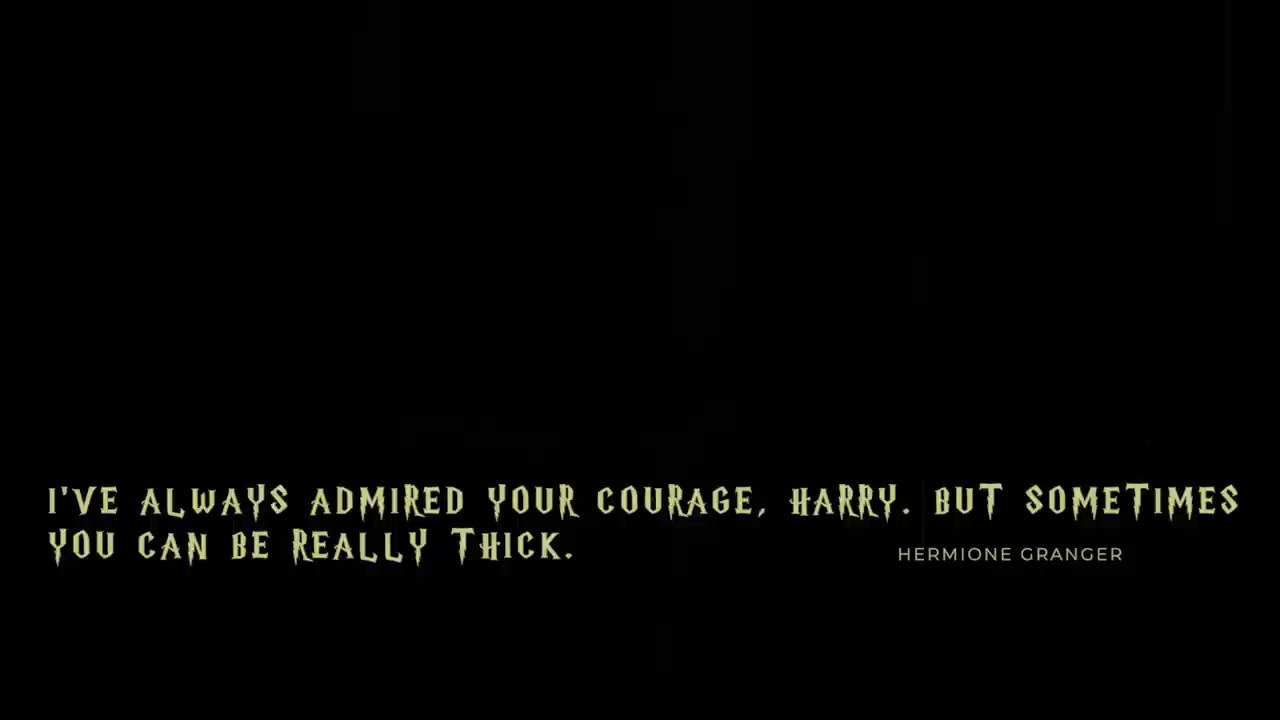 I'VE ALWAYS ADMIRED YOUR COURAGE, HARRY. BUT SOMETIMES
YOU CAN BE REALLY THICK.
HERMIONE GRANGER